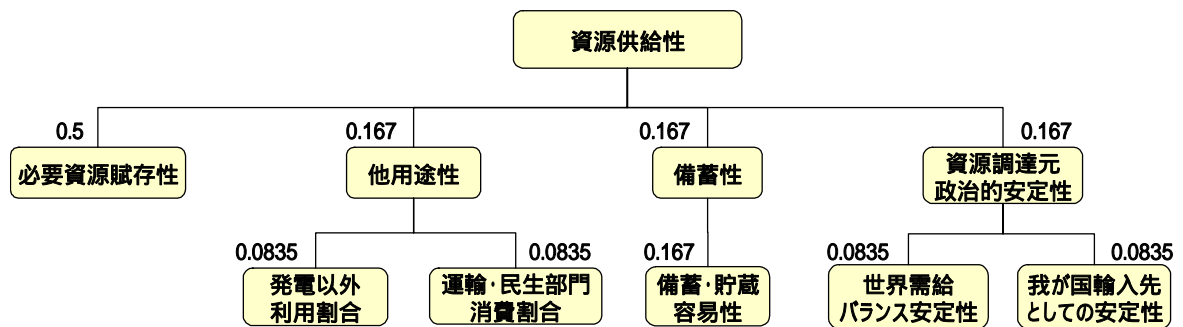 資源供給性
0.5
0.167
0.167
0.167
必要資源賦存性
他用途性
備蓄性
資源調達元
政治的安定性
0.0835
0.0835
0.167
0.0835
0.0835
発電以外
利用割合
運輸・民生部門
消費割合
備蓄・貯蔵
容易性
世界需給
バランス安定性
我が国輸入先
としての安定性